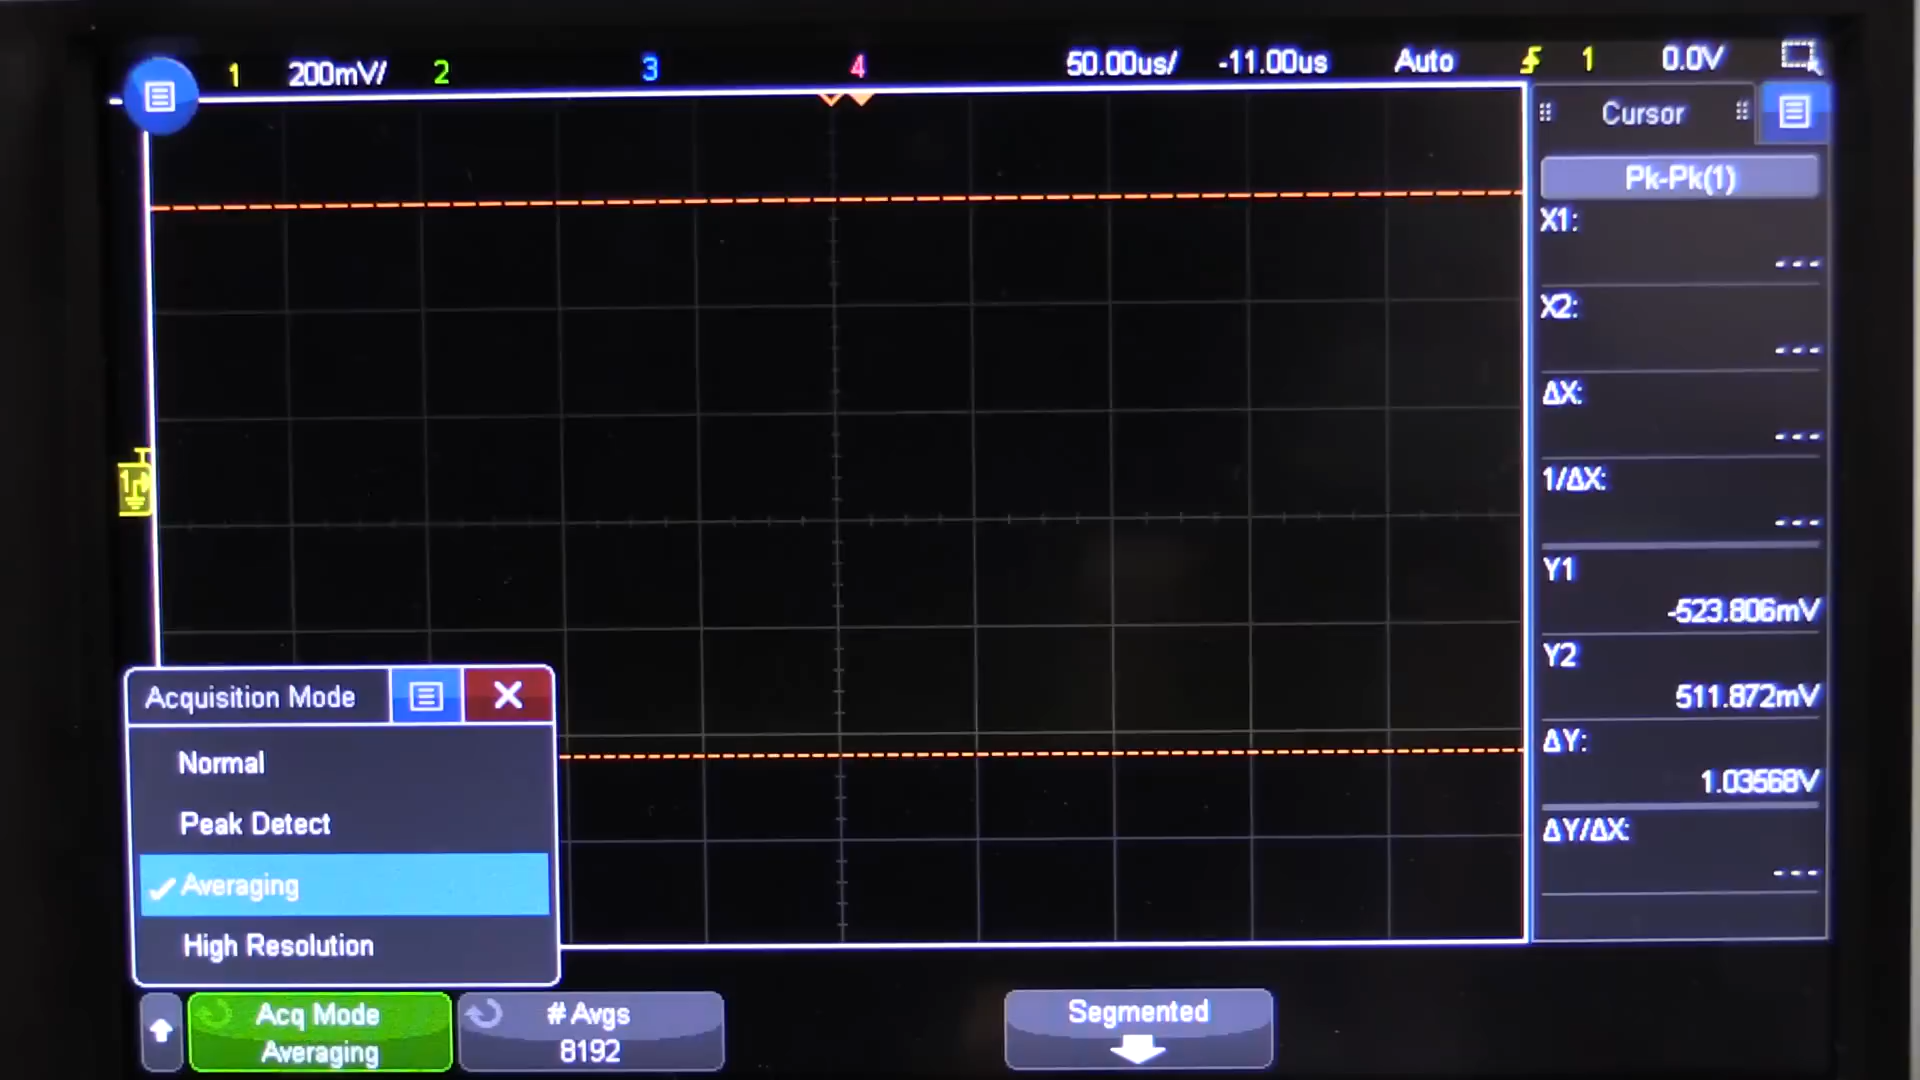 1 200mV/ 2 3 4 50.00us/ -11.00us Auto 1 0.0V
Cursor
Pk-Pk(1)
X1:
---
X2:
---
ΔX:
---
1/ΔX:
---
Y1
-523.806mV
Y2
511.872mV
ΔY:
1.03568V
ΔY/ΔX:
---
T
1
Acquisition Mode
Normal
Peak Detect
Averaging
High Resolution
Acq Mode
Averaging
# Avgs
8192
Segmented